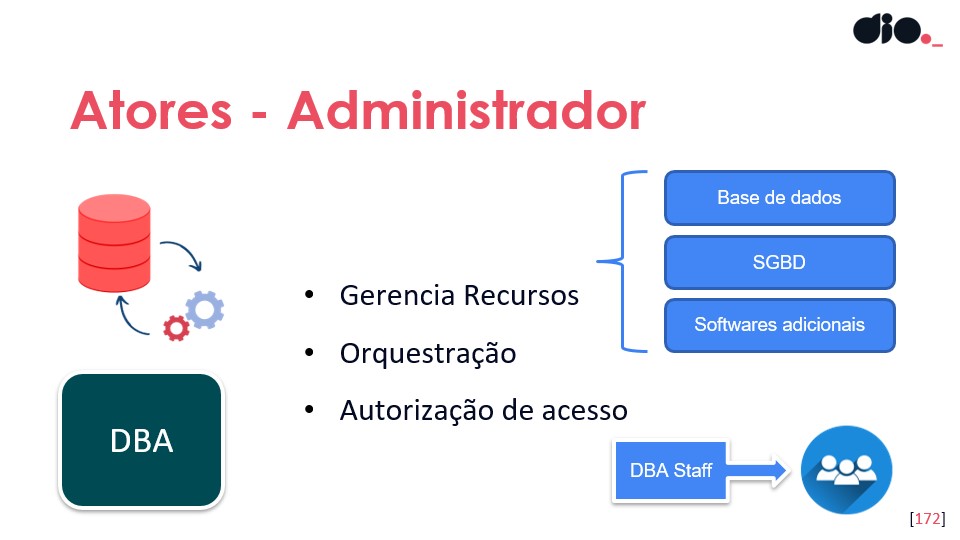 dio._
Atores - Administrador
Base de dados
SGBD
Softwares adicionais
• Gerencia Recursos
• Orquestração
• Autorização de acesso
DBA
DBA Staff
[172]